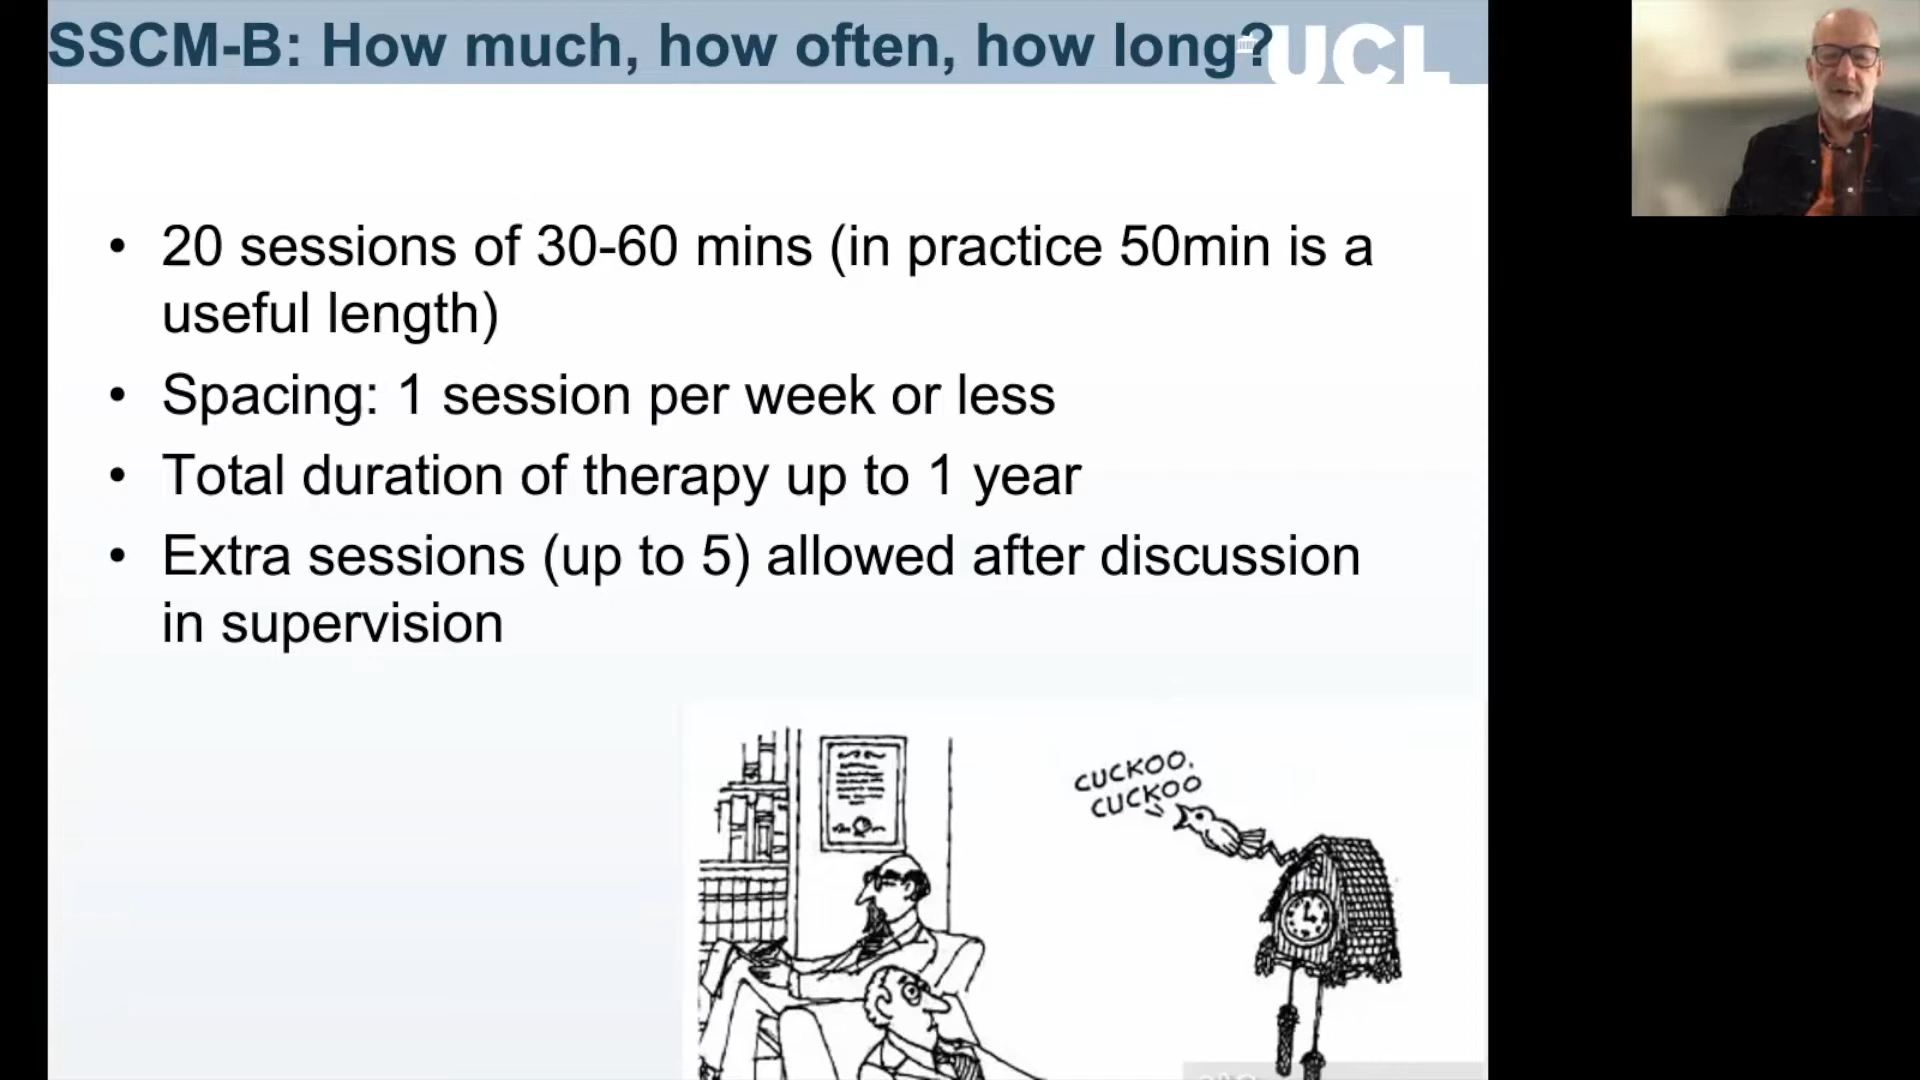 SSCM-B: How much, how often, how long?
UCL
• 20 sessions of 30-60 mins (in practice 50min is a
useful length)
• Spacing: 1 session per week or less
• Total duration of therapy up to 1 year
• Extra sessions (up to 5) allowed after discussion
in supervision
CUCKOO,
CUCKOO